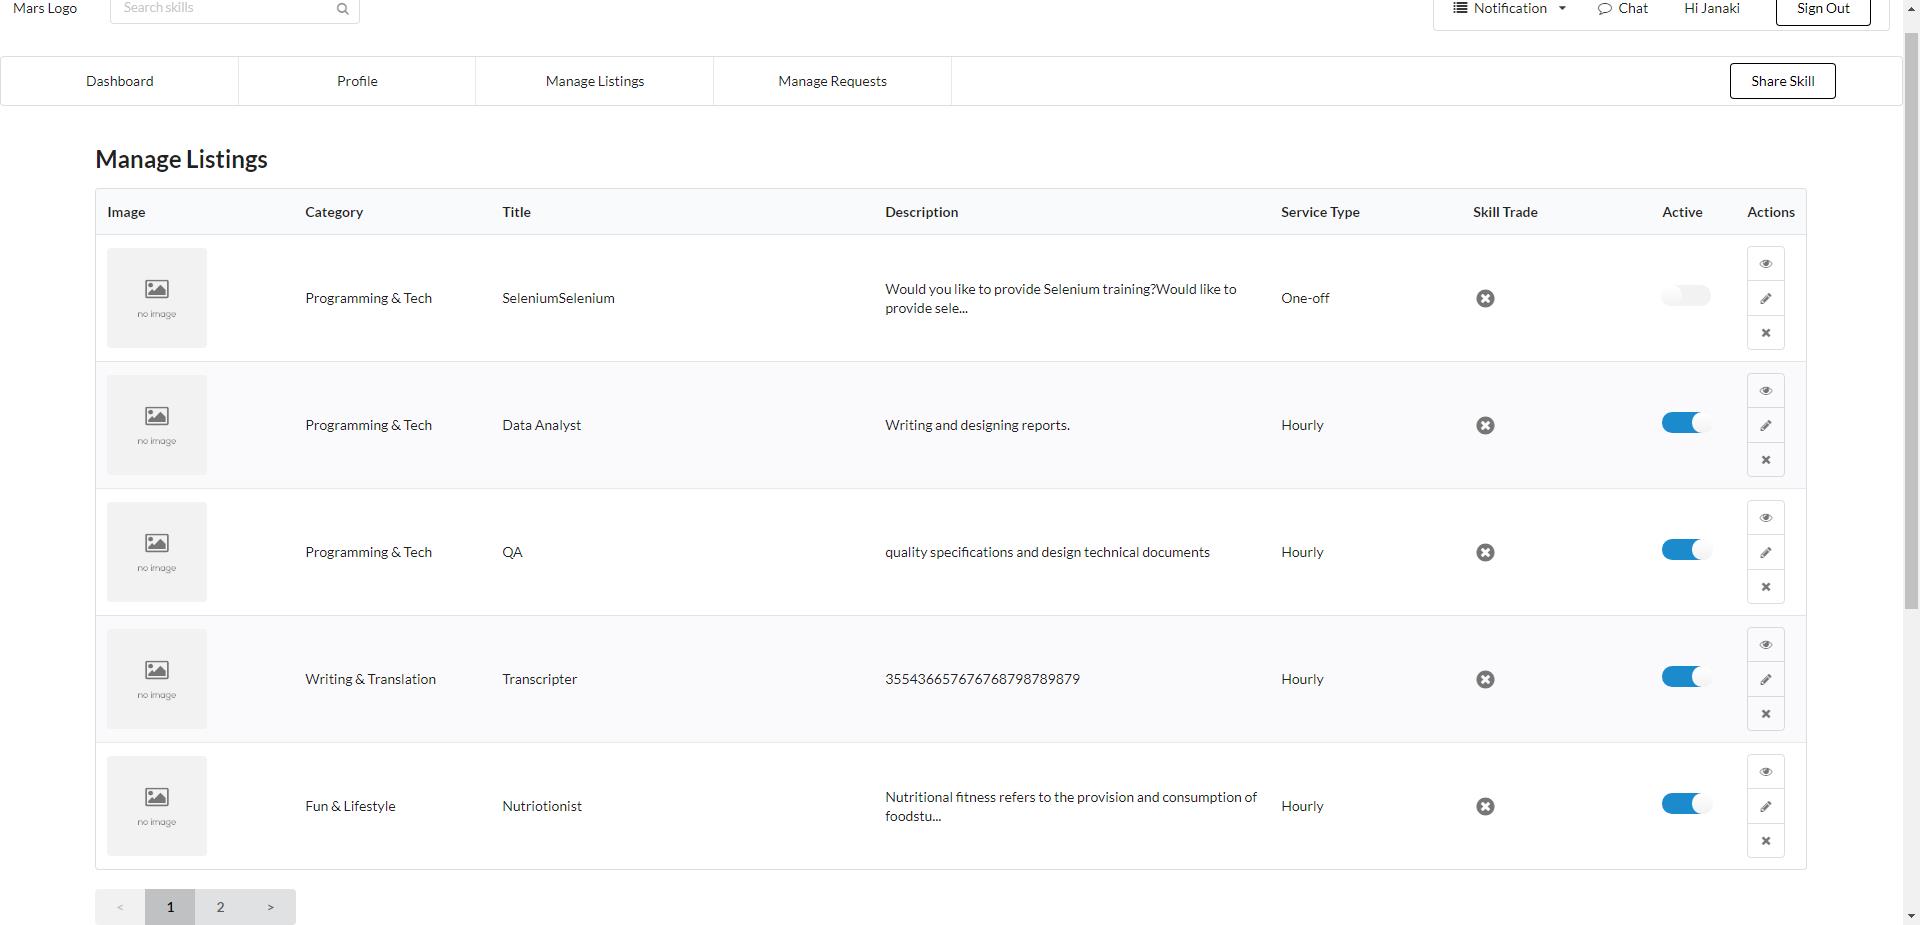 Mars Logo
Search skills
Notification
Chat
Hi Janaki
Sign Out
Dashboard
Profile
Manage Listings
Manage Requests
Share Skill
Manage Listings
Image Category Title Description Service Type Skill Trade Active Actions
no image
Programming & Tech
SeleniumSelenium
Would you like to provide Selenium training?Would like to
provide sele...
One-off
no image
Programming & Tech
Data Analyst
Writing and designing reports.
Hourly
no image
Programming & Tech
QA
quality specifications and design technical documents
Hourly
no image
Writing & Translation
Transcripter
355436657676768798789879
Hourly
no image
Fun & Lifestyle
Nutriotionist
Nutritional fitness refers to the provision and consumption of
foodstu...
Hourly
< 1 2 >